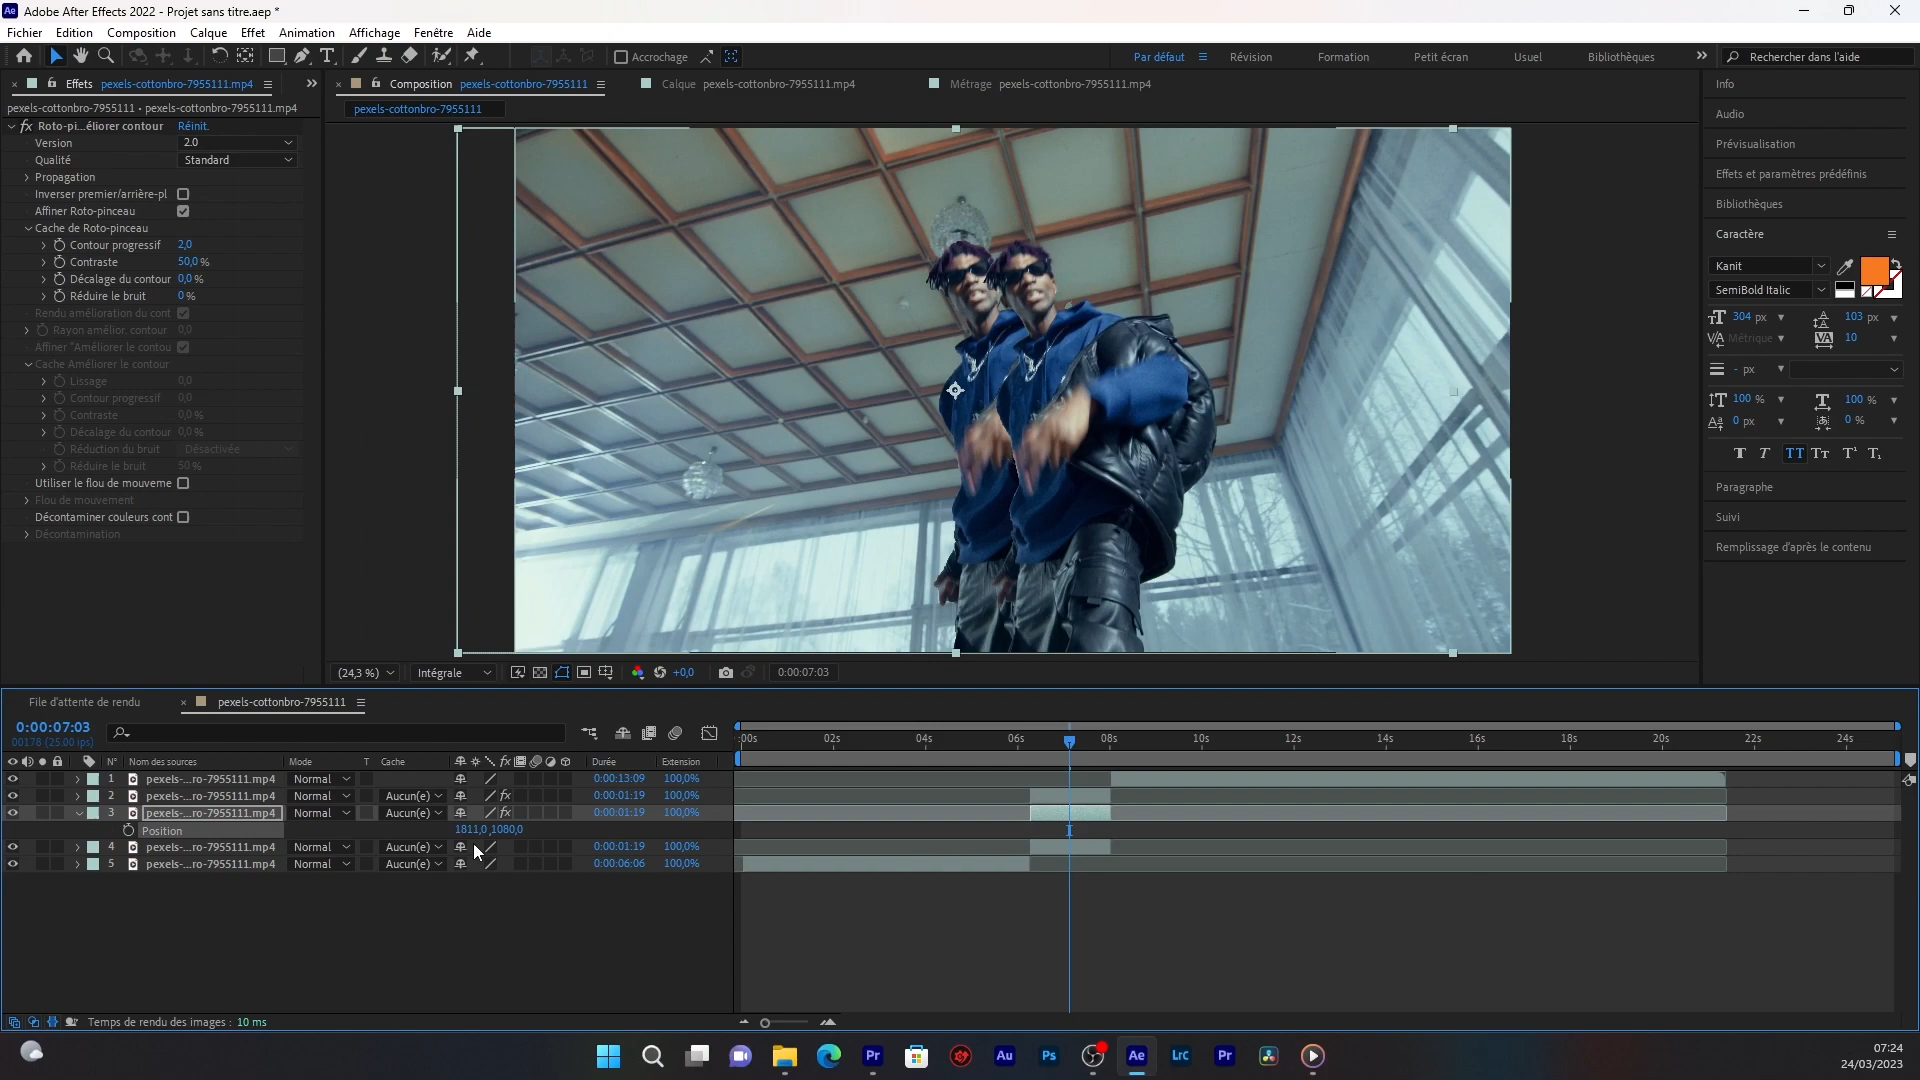 Adobe After Effects 2022 - Projet sans titre.aep *
Fichier Edition Composition Calque Effet Animation Affichage Fenêtre Aide
Accrochage
Par défaut Révision Formation Petit écran Usuel Bibliothèques Rechercher dans l'aide
Effets pexels-cottonbro-7955111.mp4
Composition pexels-cottonbro-7955111
Calque pexels-cottonbro-7955111.mp4
Métrage pexels-cottonbro-7955111.mp4
pexels-cottonbro-7955111 • pexels-cottonbro-7955111.mp4
pexels-cottonbro-7955111
Roto-pi...éliorer contour Réinit.
Version 2.0
Qualité Standard
Propagation
Inverser premier/arrière-pl
Affiner Roto-pinceau
Cache de Roto-pinceau
Contour progressif 2,0
Contraste 50,0 %
Décalage du contour 0,0 %
Réduire le bruit 0 %
Rendu amélioration du cont
Rayon amélior. contour 0,0
Affiner "Améliorer le contou
Cache Améliorer le contour
Lissage 0,0
Contour progressif 0,0
Contraste 0,0 %
Décalage du contour 0,0 %
Réduction du bruit Désactivée
Réduire le bruit 50 %
Utiliser le flou de mouveme
Flou de mouvement
Décontaminer couleurs cont
Décontamination
Info
Audio
Prévisualisation
Effets et paramètres prédéfinis
Bibliothèques
Caractère
Kanit
SemiBold Italic
304 px 103 px
Métrique 10
- px
100 % 100 %
0 px 0 %
Paragraphe
Suivi
Remplissage d'après le contenu
(24,3 %) Intégrale +0,0 0:00:07:03
File d'attente de rendu pexels-cottonbro-7955111
0:00:07:03
00178 (25.00 ips)
:00s 02s 04s 06s 08s 10s 12s 14s 16s 18s 20s 22s 24s
N° Nom des sources Mode T Cache Durée Extension
1 pexels-...ro-7955111.mp4 Normal 0:00:13:09 100,0%
2 pexels-...ro-7955111.mp4 Normal Aucun(e) 0:00:01:19 100,0%
3 pexels-...ro-7955111.mp4 Normal Aucun(e) 0:00:01:19 100,0%
Position 1811,0,1080,0
4 pexels-...ro-7955111.mp4 Normal Aucun(e) 0:00:01:19 100,0%
5 pexels-...ro-7955111.mp4 Normal Aucun(e) 0:00:06:06 100,0%
Temps de rendu des images : 10 ms
Pr Au Ps Ae LrC Pr
07:24
24/03/2023